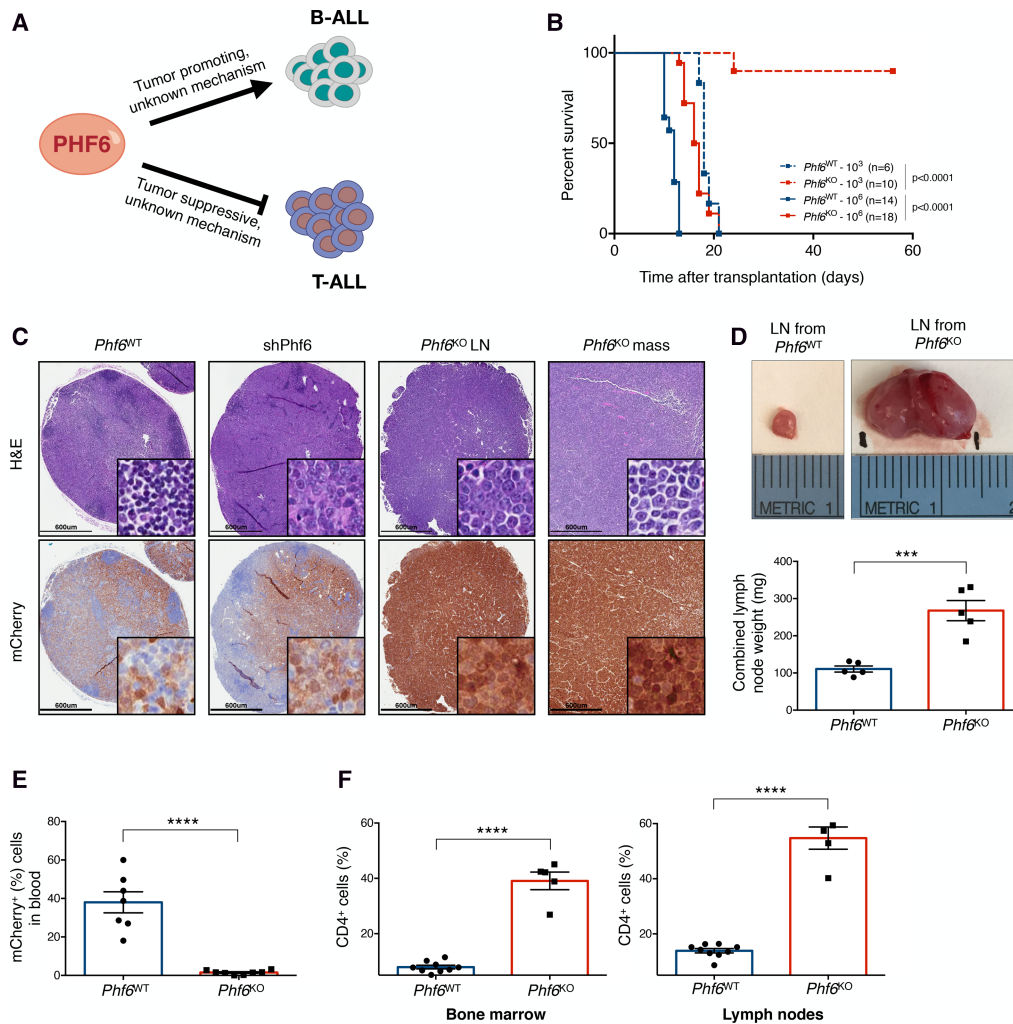 A
B-ALL
Tumor promoting,
unknown mechanism
PHF6
Tumor suppressive,
unknown mechanism
T-ALL
B
Percent survival
100
50
0
0
20
40
60
Time after transplantation (days)
Phf6WT - 10³ (n=6)
Phf6KO - 10³ (n=10)
p<0.0001
Phf6WT - 10⁶ (n=14)
Phf6KO - 10⁶ (n=18)
p<0.0001
C
Phf6WT
shPhf6
Phf6KO LN
Phf6KO mass
H&E
600um
600um
600um
600um
mCherry
600um
600um
600um
600um
D
LN from
Phf6WT
LN from
Phf6KO
METRIC 1
METRIC 1
2
Combined lymph
node weight (mg)
400
300
200
100
0
***
Phf6WT
Phf6KO
E
mCherry⁺ (%) cells
in blood
80
60
40
20
0
****
Phf6WT
Phf6KO
F
CD4⁺ cells (%)
60
40
20
****
Phf6WT
Phf6KO
Bone marrow
CD4⁺ cells (%)
60
40
20
****
Phf6WT
Phf6KO
Lymph nodes